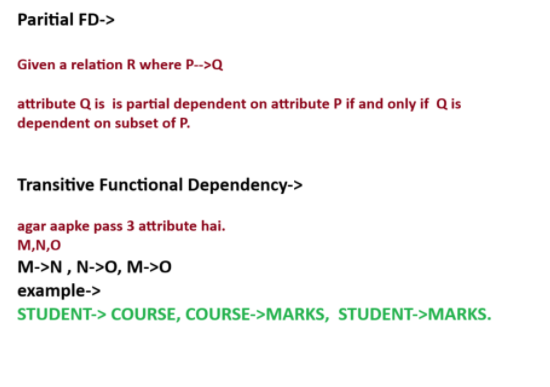 Paritial FD->
Given a relation R where P-->Q
attribute Q is  is partial dependent on attribute P if and only if  Q is
dependent on subset of P.
Transitive Functional Dependency->
agar aapke pass 3 attribute hai.
M,N,O
M->N , N->O, M->O
example->
STUDENT-> COURSE, COURSE->MARKS,  STUDENT->MARKS.